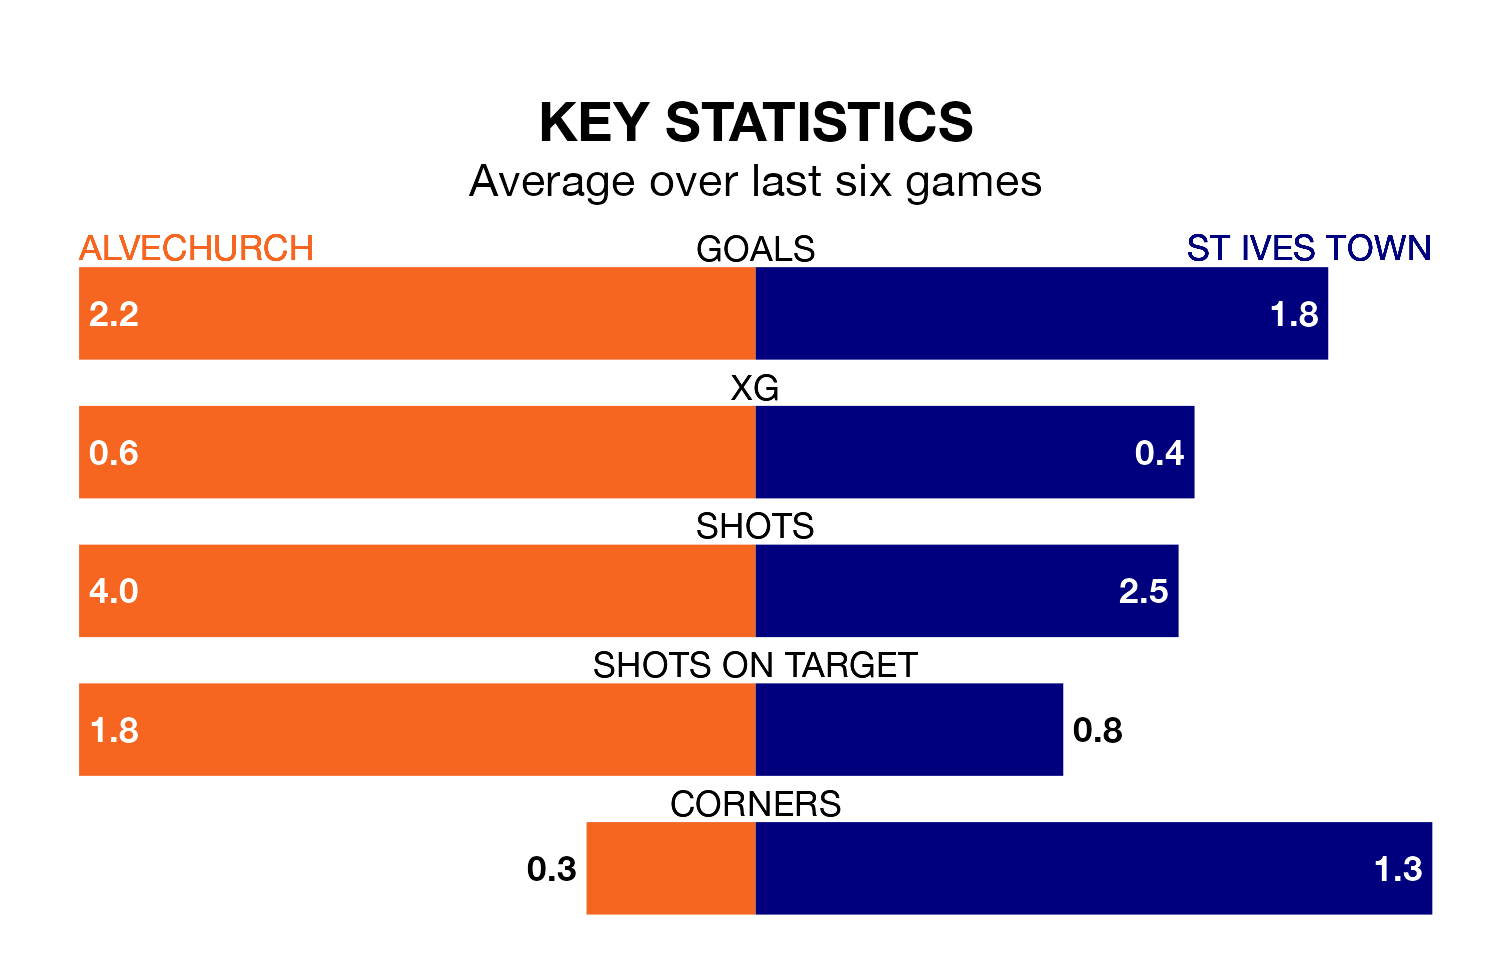 KEY STATISTICS
Average over last six games
ALVECHURCH GOALS ST IVES TOWN
2.2 1.8
XG
0.6 0.4
SHOTS
4.0 2.5
SHOTS ON TARGET
1.8 0.8
CORNERS
0.3 1.3